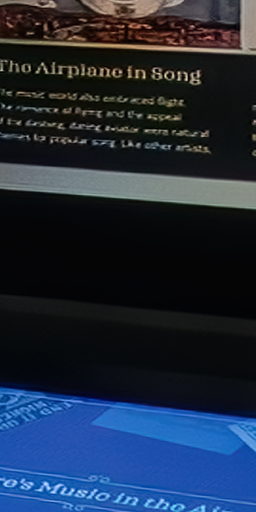 The Airplane in Song
The music world also embraced flight.
The romance of flying and the appeal
of the dashing, daring aviator were natural
themes for popular song. Like other artists,
re's Music in the Air